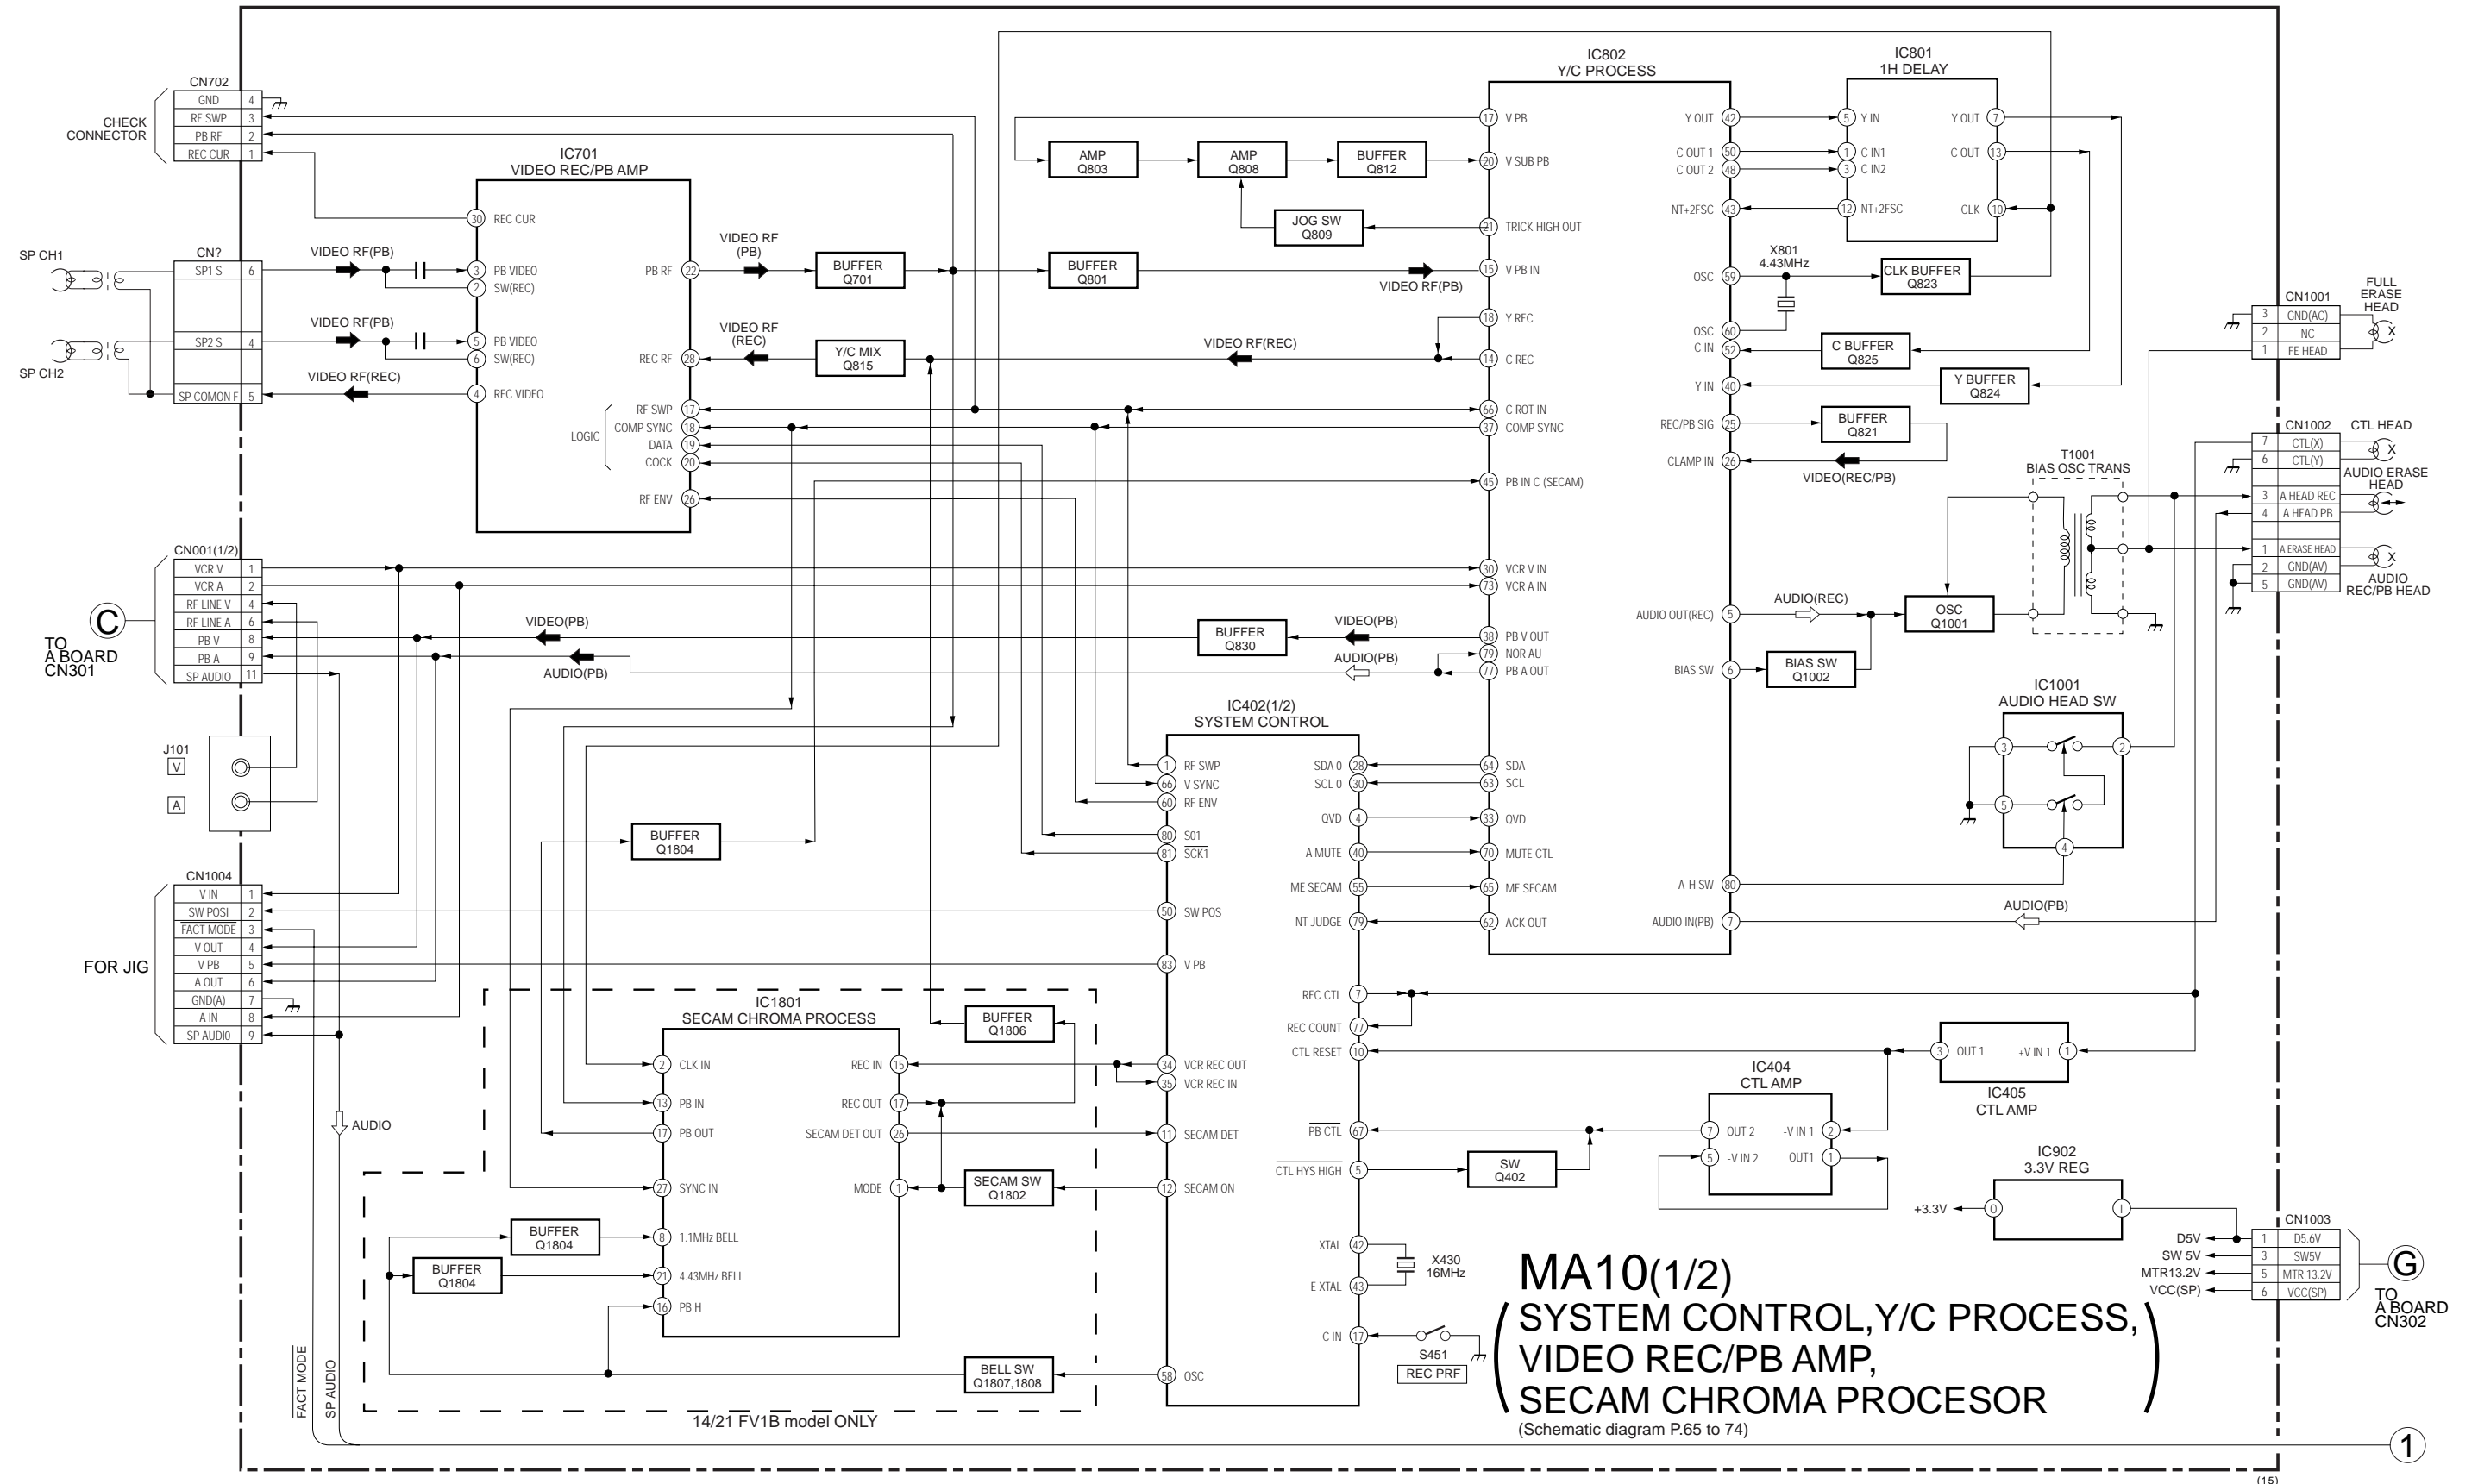 CN702
GND 4
RF SWP 3
PB RF 2
REC CUR 1
CHECK
CONNECTOR
IC701
VIDEO REC/PB AMP
30 REC CUR
3 PB VIDEO
2 SW(REC)
5 PB VIDEO
6 SW(REC)
4 REC VIDEO
PB RF 22
REC RF 28
LOGIC
RF SWP 17
COMP SYNC 18
DATA 19
COCK 20
RF ENV 26
SP CH1
SP CH2
CN?
SP1 S 6
SP2 S 4
SP COMON F 5
VIDEO RF(PB)
VIDEO RF(PB)
VIDEO RF(REC)
VIDEO RF
(PB)
BUFFER
Q701
BUFFER
Q801
VIDEO RF(PB)
VIDEO RF
(REC)
Y/C MIX
Q815
VIDEO RF(REC)
AMP
Q803
AMP
Q808
BUFFER
Q812
JOG SW
Q809
IC802
Y/C PROCESS
17 V PB
20 V SUB PB
21 TRICK HIGH OUT
15 V PB IN
18 Y REC
14 C REC
66 C ROT IN
37 COMP SYNC
45 PB IN C (SECAM)
30 VCR V IN
73 VCR A IN
38 PB V OUT
79 NOR AU
77 PB A OUT
64 SDA
63 SCL
33 QVD
70 MUTE CTL
65 ME SECAM
62 ACK OUT
Y OUT 42
C OUT 1 50
C OUT 2 48
NT+2FSC 43
OSC 59
OSC 60
C IN 52
Y IN 40
REC/PB SIG 25
CLAMP IN 26
AUDIO OUT(REC) 5
BIAS SW 6
A-H SW 80
AUDIO IN(PB) 7
IC801
1H DELAY
5 Y IN
1 C IN1
3 C IN2
12 NT+2FSC
Y OUT 7
C OUT 13
CLK 10
X801
4.43MHz
CLK BUFFER
Q823
C BUFFER
Q825
Y BUFFER
Q824
BUFFER
Q821
VIDEO(REC/PB)
T1001
BIAS OSC TRANS
AUDIO(REC)
OSC
Q1001
BIAS SW
Q1002
IC1001
AUDIO HEAD SW
3
2
5
4
AUDIO(PB)
CN1001
3 GND(AC)
2 NC
1 FE HEAD
FULL
ERASE
HEAD
CN1002
7 CTL(X)
6 CTL(Y)
3 A HEAD REC
4 A HEAD PB
1 A ERASE HEAD
2 GND(AV)
5 GND(AV)
CTL HEAD
AUDIO ERASE
HEAD
AUDIO
REC/PB HEAD
X
X
X
CN001(1/2)
VCR V 1
VCR A 2
RF LINE V 4
RF LINE A 6
PB V 8
PB A 9
SP AUDIO 11
C
TO
A BOARD
CN301
VIDEO(PB)
AUDIO(PB)
BUFFER
Q830
VIDEO(PB)
AUDIO(PB)
J101
V
A
CN1004
V IN 1
SW POSI 2
FACT MODE 3
V OUT 4
V PB 5
A OUT 6
GND(A) 7
A IN 8
SP AUDIO 9
FOR JIG
AUDIO
FACT MODE
SP AUDIO
BUFFER
Q1804
IC402(1/2)
SYSTEM CONTROL
1 RF SWP
66 V SYNC
60 RF ENV
80 S01
81 SCK1
50 SW POS
83 V PB
34 VCR REC OUT
35 VCR REC IN
11 SECAM DET
12 SECAM ON
58 OSC
SDA 0 28
SCL 0 30
QVD 4
A MUTE 40
ME SECAM 55
NT JUDGE 79
REC CTL 7
REC COUNT 77
CTL RESET 10
PB CTL 67
CTL HYS HIGH 5
XTAL 42
E XTAL 43
C IN 17
IC1801
SECAM CHROMA PROCESS
2 CLK IN
13 PB IN
17 PB OUT
27 SYNC IN
8 1.1MHz BELL
21 4.43MHz BELL
16 PB H
REC IN 15
REC OUT 17
SECAM DET OUT 26
MODE 1
BUFFER
Q1806
SECAM SW
Q1802
BUFFER
Q1804
BUFFER
Q1804
BELL SW
Q1807,1808
14/21 FV1B model ONLY
SW
Q402
IC404
CTL AMP
7 OUT 2
5 -V IN 2
-V IN 1 2
OUT1 1
3 OUT 1
+V IN 1 1
IC405
CTL AMP
IC902
3.3V REG
+3.3V
O
I
X430
16MHz
S451
REC PRF
CN1003
1 D5.6V
3 SW5V
5 MTR 13.2V
6 VCC(SP)
D5V
SW 5V
MTR13.2V
VCC(SP)
G
TO
A BOARD
CN302
MA10(1/2)
SYSTEM CONTROL,Y/C PROCESS,
VIDEO REC/PB AMP,
SECAM CHROMA PROCESOR
(Schematic diagram P.65 to 74)
1
(15)